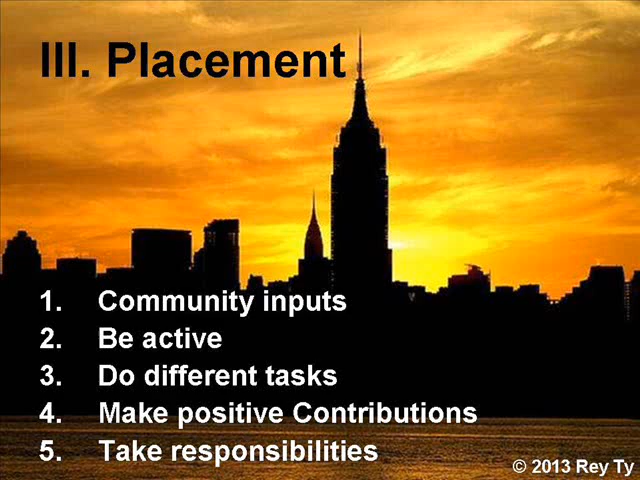 III. Placement
1. Community inputs
2. Be active
3. Do different tasks
4. Make positive Contributions
5. Take responsibilities
© 2013 Rey Ty